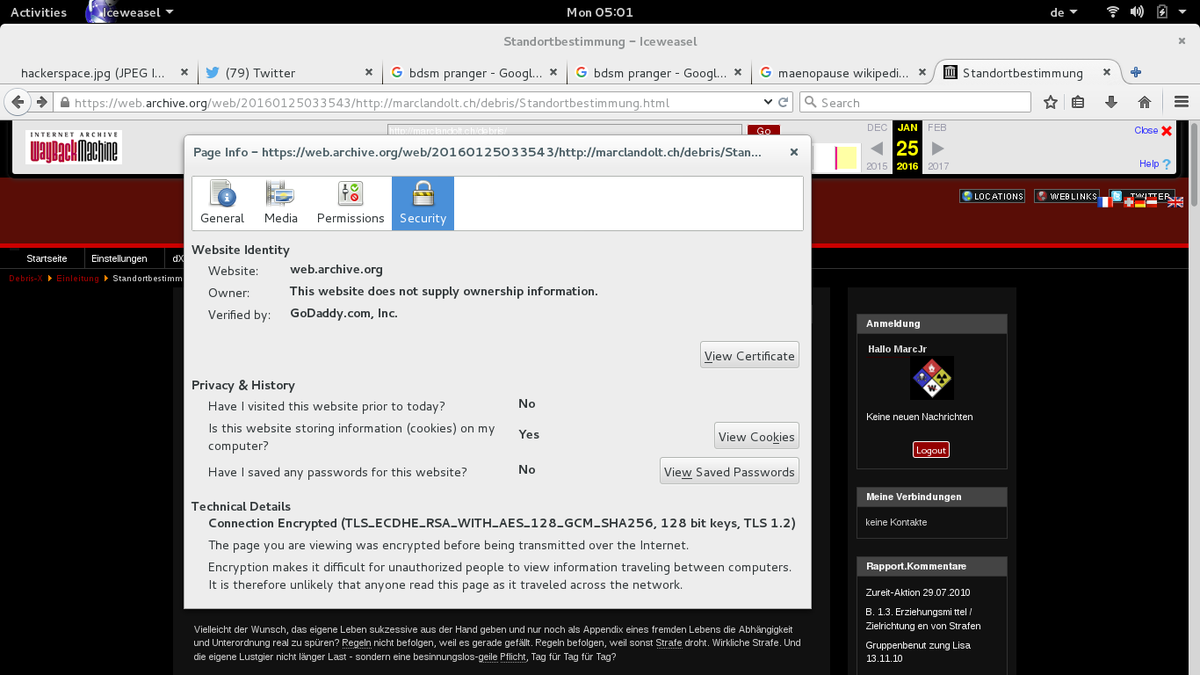 Activities
Iceweasel
Mon 05:01
de
Standortbestimmung – Iceweasel
hackerspace.jpg (JPEG I...
(79) Twitter
bdsm pranger - Googl...
bdsm pranger - Googl...
maenopause wikipedi...
Standortbestimmung
https://web.archive.org/web/20160125033543/http://marclandolt.ch/debris/Standortbestimmung.html
Search
INTERNET ARCHIVE
WayBackMachine
http://marclandolt.ch/debris/
Go
DEC
JAN
FEB
25
2015
2016
2017
Close
Help ?
Page Info – https://web.archive.org/web/20160125033543/http://marclandolt.ch/debris/Stan...
General
Media
Permissions
Security
LOCATIONS
WEBLINKS
TWITTER
Startseite
Einstellungen
dX
Debris-X
Einleitung
Standortbestimm
Website Identity
Website:
web.archive.org
Owner:
This website does not supply ownership information.
Verified by:
GoDaddy.com, Inc.
View Certificate
Privacy & History
Have I visited this website prior to today?
No
Is this website storing information (cookies) on my
computer?
Yes
View Cookies
Have I saved any passwords for this website?
No
View Saved Passwords
Technical Details
Connection Encrypted (TLS_ECDHE_RSA_WITH_AES_128_GCM_SHA256, 128 bit keys, TLS 1.2)
The page you are viewing was encrypted before being transmitted over the Internet.
Encryption makes it difficult for unauthorized people to view information traveling between computers.
It is therefore unlikely that anyone read this page as it traveled across the network.
Anmeldung
Hallo MarcJr
W
Keine neuen Nachrichten
Logout
Meine Verbindungen
keine Kontakte
Rapport.Kommentare
Zureit-Aktion 29.07.2010
B. 1.3. Erziehungsmi ttel /
Zielrichtung en von Strafen
Gruppenbenut zung Lisa
13.11.10
Vielleicht der Wunsch, das eigene Leben sukzessive aus der Hand geben und nur noch als Appendix eines fremden Lebens die Abhängigkeit
und Unterordnung real zu spüren? Regeln nicht befolgen, weil es gerade gefällt. Regeln befolgen, weil sonst Strafe droht. Wirkliche Strafe. Und
die eigene Lustgier nicht länger Last - sondern eine besinnungslos-geile Pflicht, Tag für Tag für Tag?